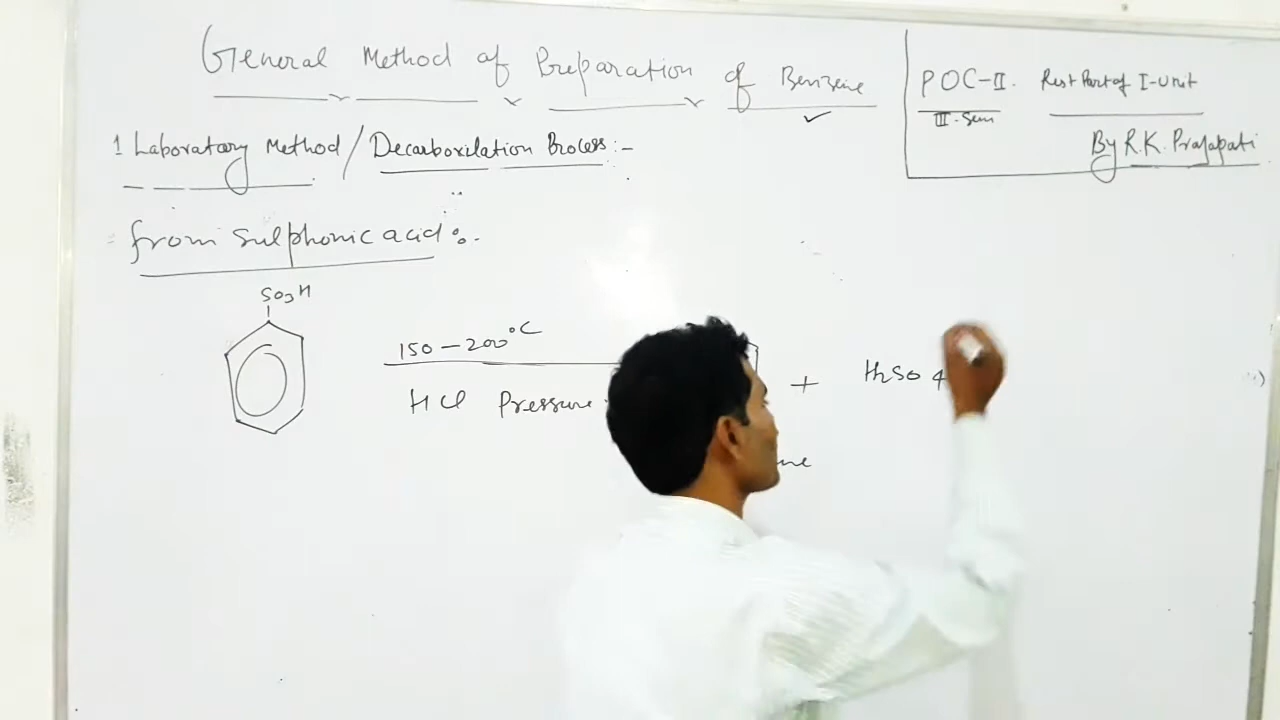 General Method of Preparation of Benzene
POC-II. Rest Part of I-unit
III-Sem
By R.K. Prajapati
1 Laboratory Method / Decarboxilation Process:-
from Sulphonic acid :-
SO3H
150-200°C
HCl Pressure
+ H2SO4